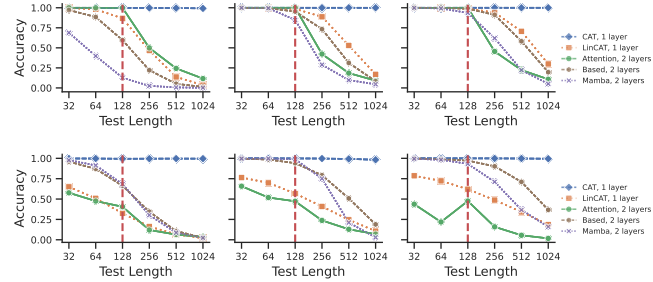 Accuracy
1.00
0.75
0.50
0.25
0.00
32 64 128 256 512 1024
Test Length
32 64 128 256 512 1024
Test Length
32 64 128 256 512 1024
Test Length
CAT, 1 layer
LinCAT, 1 layer
Attention, 2 layers
Based, 2 layers
Mamba, 2 layers
Accuracy
1.00
0.75
0.50
0.25
0.00
32 64 128 256 512 1024
Test Length
32 64 128 256 512 1024
Test Length
32 64 128 256 512 1024
Test Length
CAT, 1 layer
LinCAT, 1 layer
Attention, 2 layers
Based, 2 layers
Mamba, 2 layers